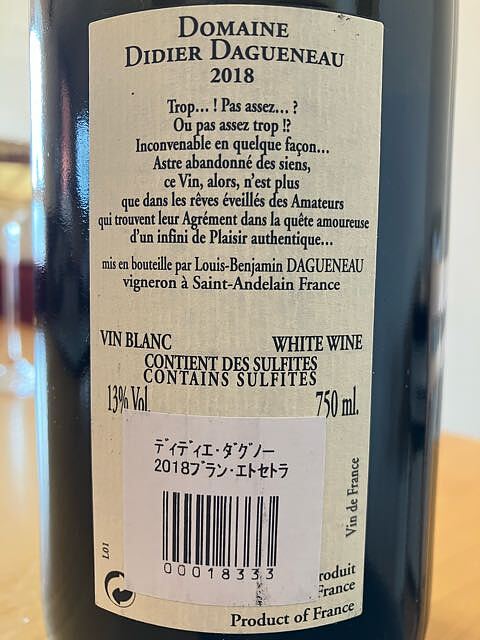 DOMAINE
DIDIER DAGUENEAU
2018
Trop... ! Pas assez... ?
Ou pas assez trop !?
Inconvenable en quelque façon...
Astre abandonné des siens,
ce Vin, alors, n'est plus
que dans les rêves éveillés des Amateurs
qui trouvent leur Agrément dans la quête amoureuse
d'un infini de Plaisir authentique...
mis en bouteille par Louis-Benjamin DAGUENEAU
vigneron à Saint-Andelain France
VIN BLANC WHITE WINE
CONTIENT DES SULFITES
CONTAINS SULFITES
13% Vol. 750 ml.
ディディエ・ダグノー
2018ブラン・エトセトラ
00018333
Vin de France
L01
roduit
France
Product of France